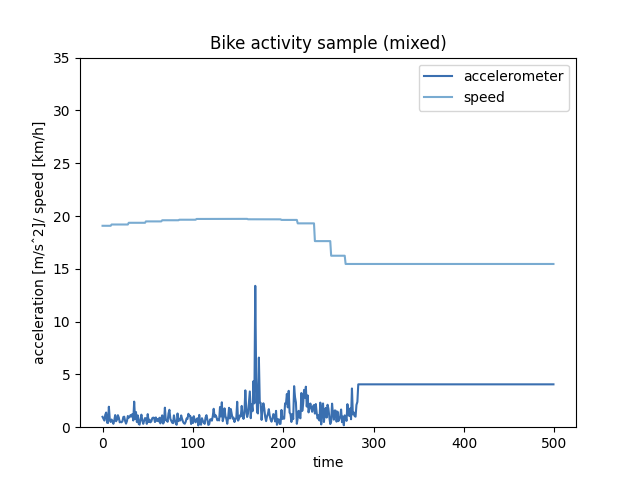 Bike activity sample (mixed)
accelerometer
speed
acceleration [m/s^2]/ speed [km/h]
35
30
25
20
15
10
5
0
0 100 200 300 400 500
time